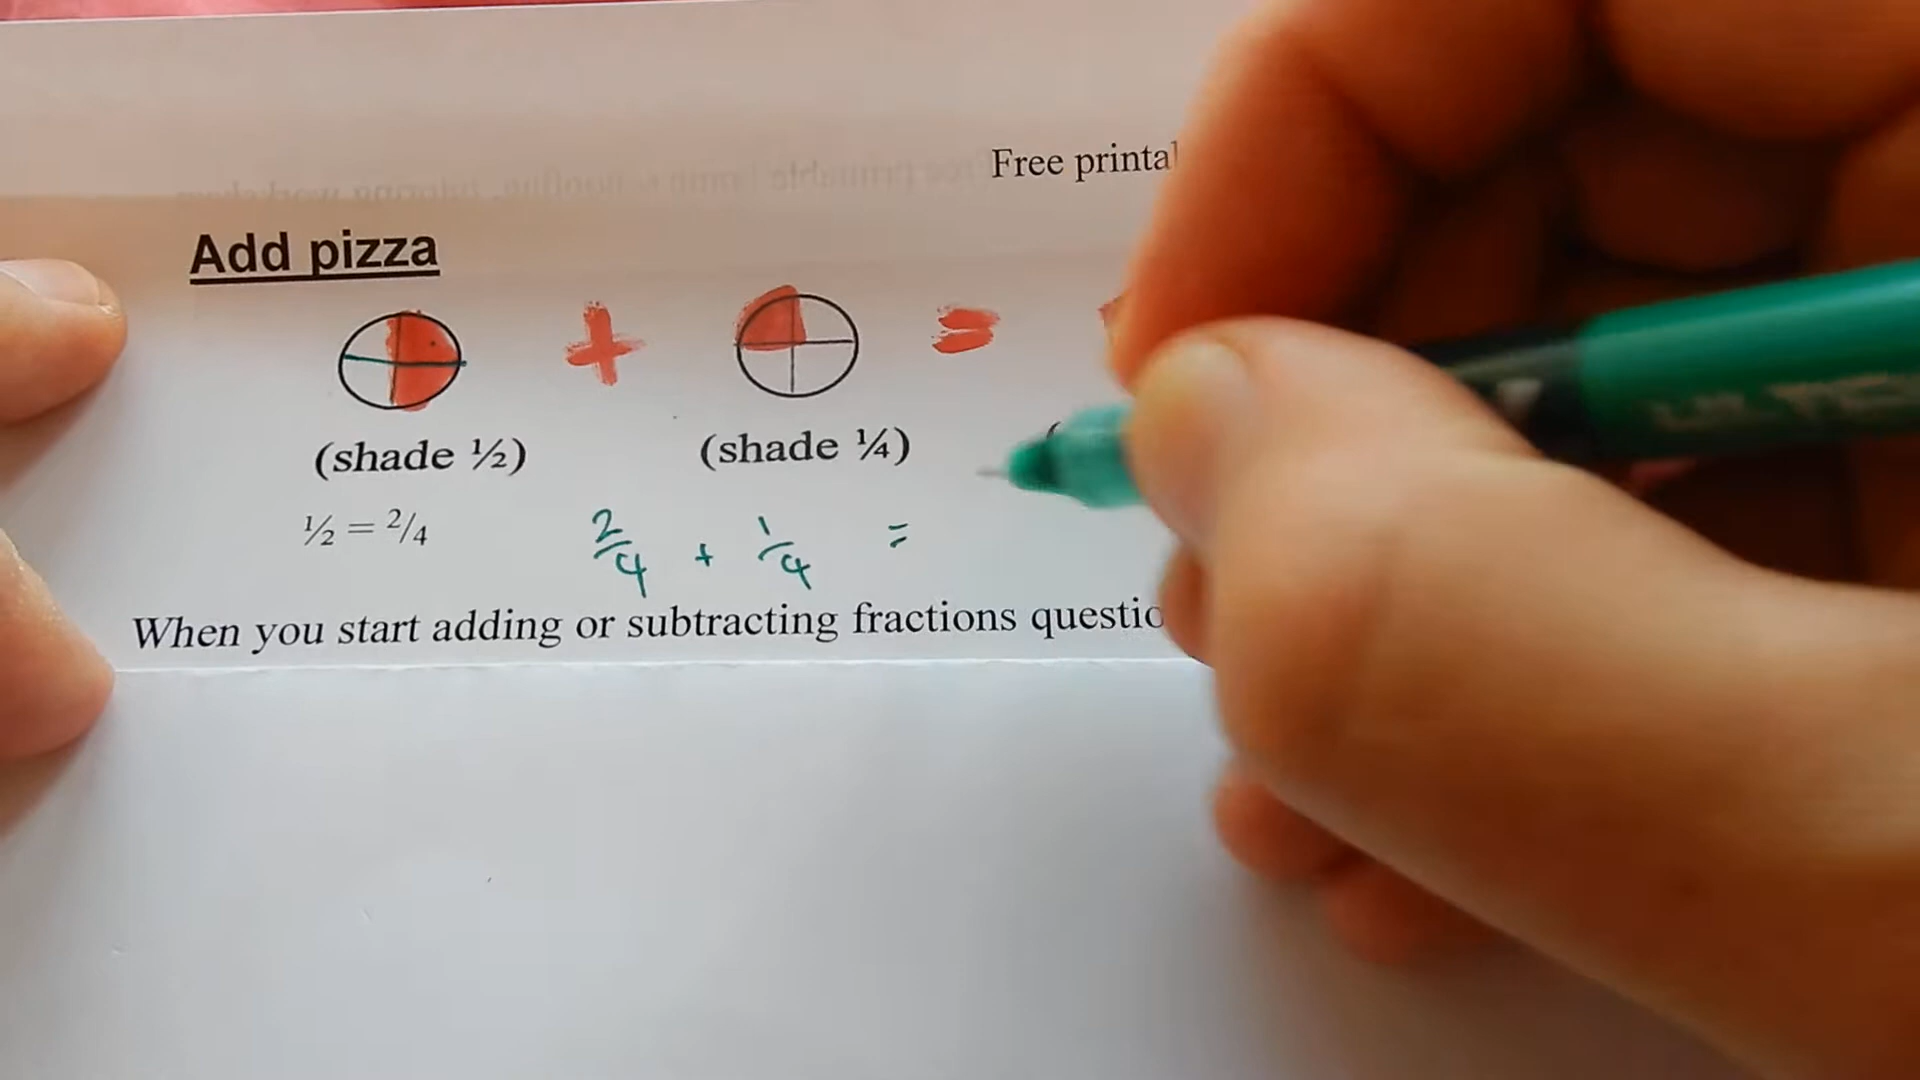 Free printa
Add pizza
+ =
(shade ½) (shade ¼) (
½ = 2/4 2/4 + 1/4 =
When you start adding or subtracting fractions questio